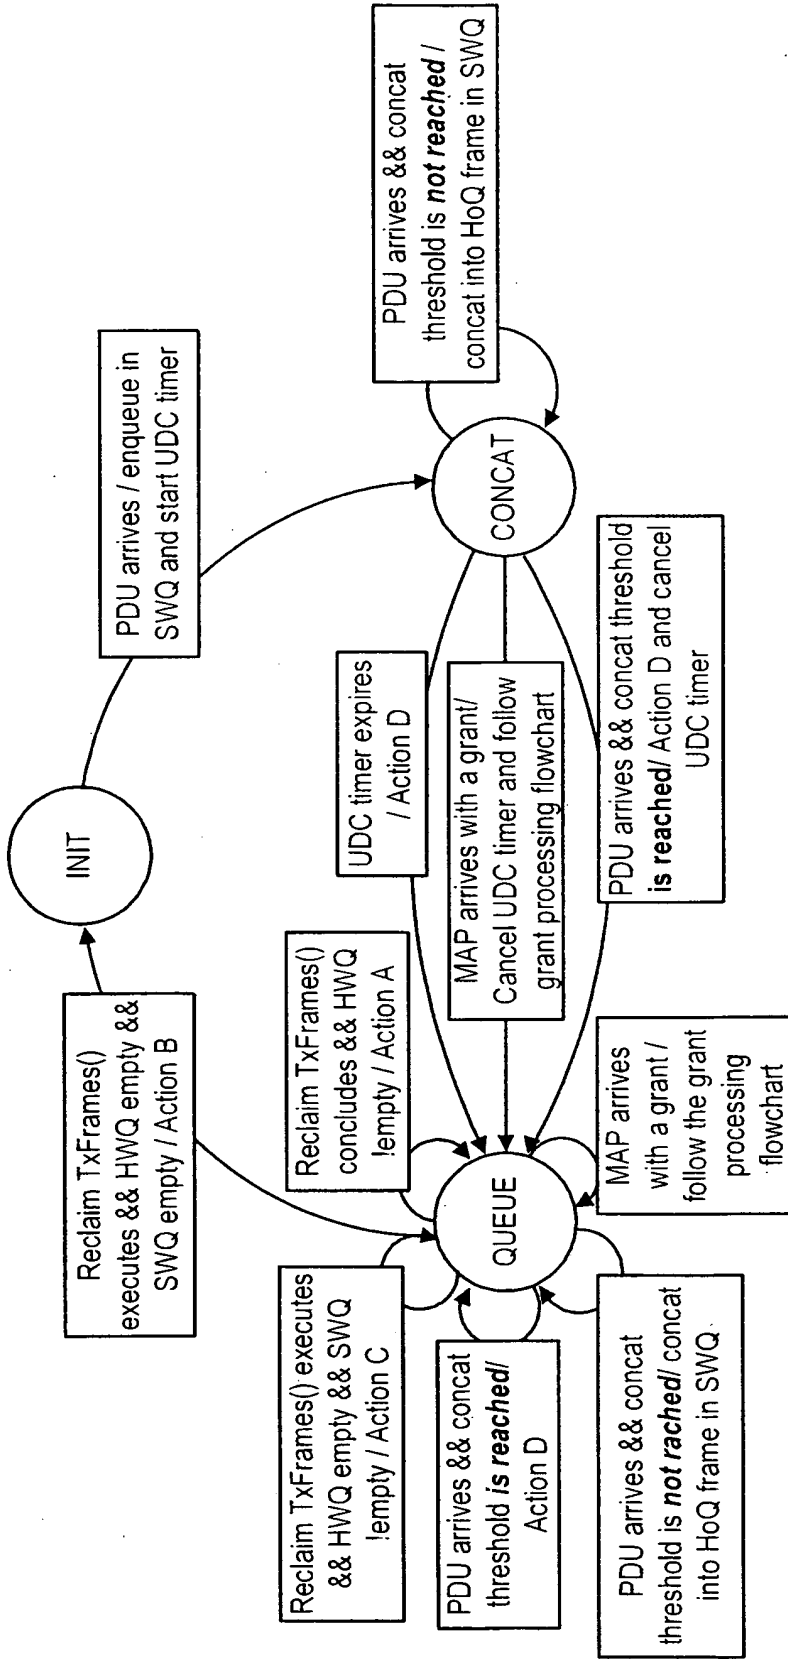 INIT
PDU arrives / enqueue in
SWQ and start UDC timer
Reclaim TxFrames()
executes && HWQ empty &&
SWQ empty / Action B
Reclaim TxFrames() executes
&& HWQ empty && SWQ
!empty / Action C
Reclaim TxFrames()
concludes && HWQ
!empty / Action A
UDC timer expires
/ Action D
PDU arrives && concat
threshold is not reached /
concat into HoQ frame in SWQ
PDU arrives && concat
threshold is reached/
Action D
QUEUE
MAP arrives with a grant/
Cancel UDC timer and follow
grant processing flowchart
CONCAT
PDU arrives && concat
threshold is not rached/ concat
into HoQ frame in SWQ
MAP arrives
with a grant /
follow the grant
processing
flowchart
PDU arrives && concat threshold
is reached/ Action D and cancel
UDC timer